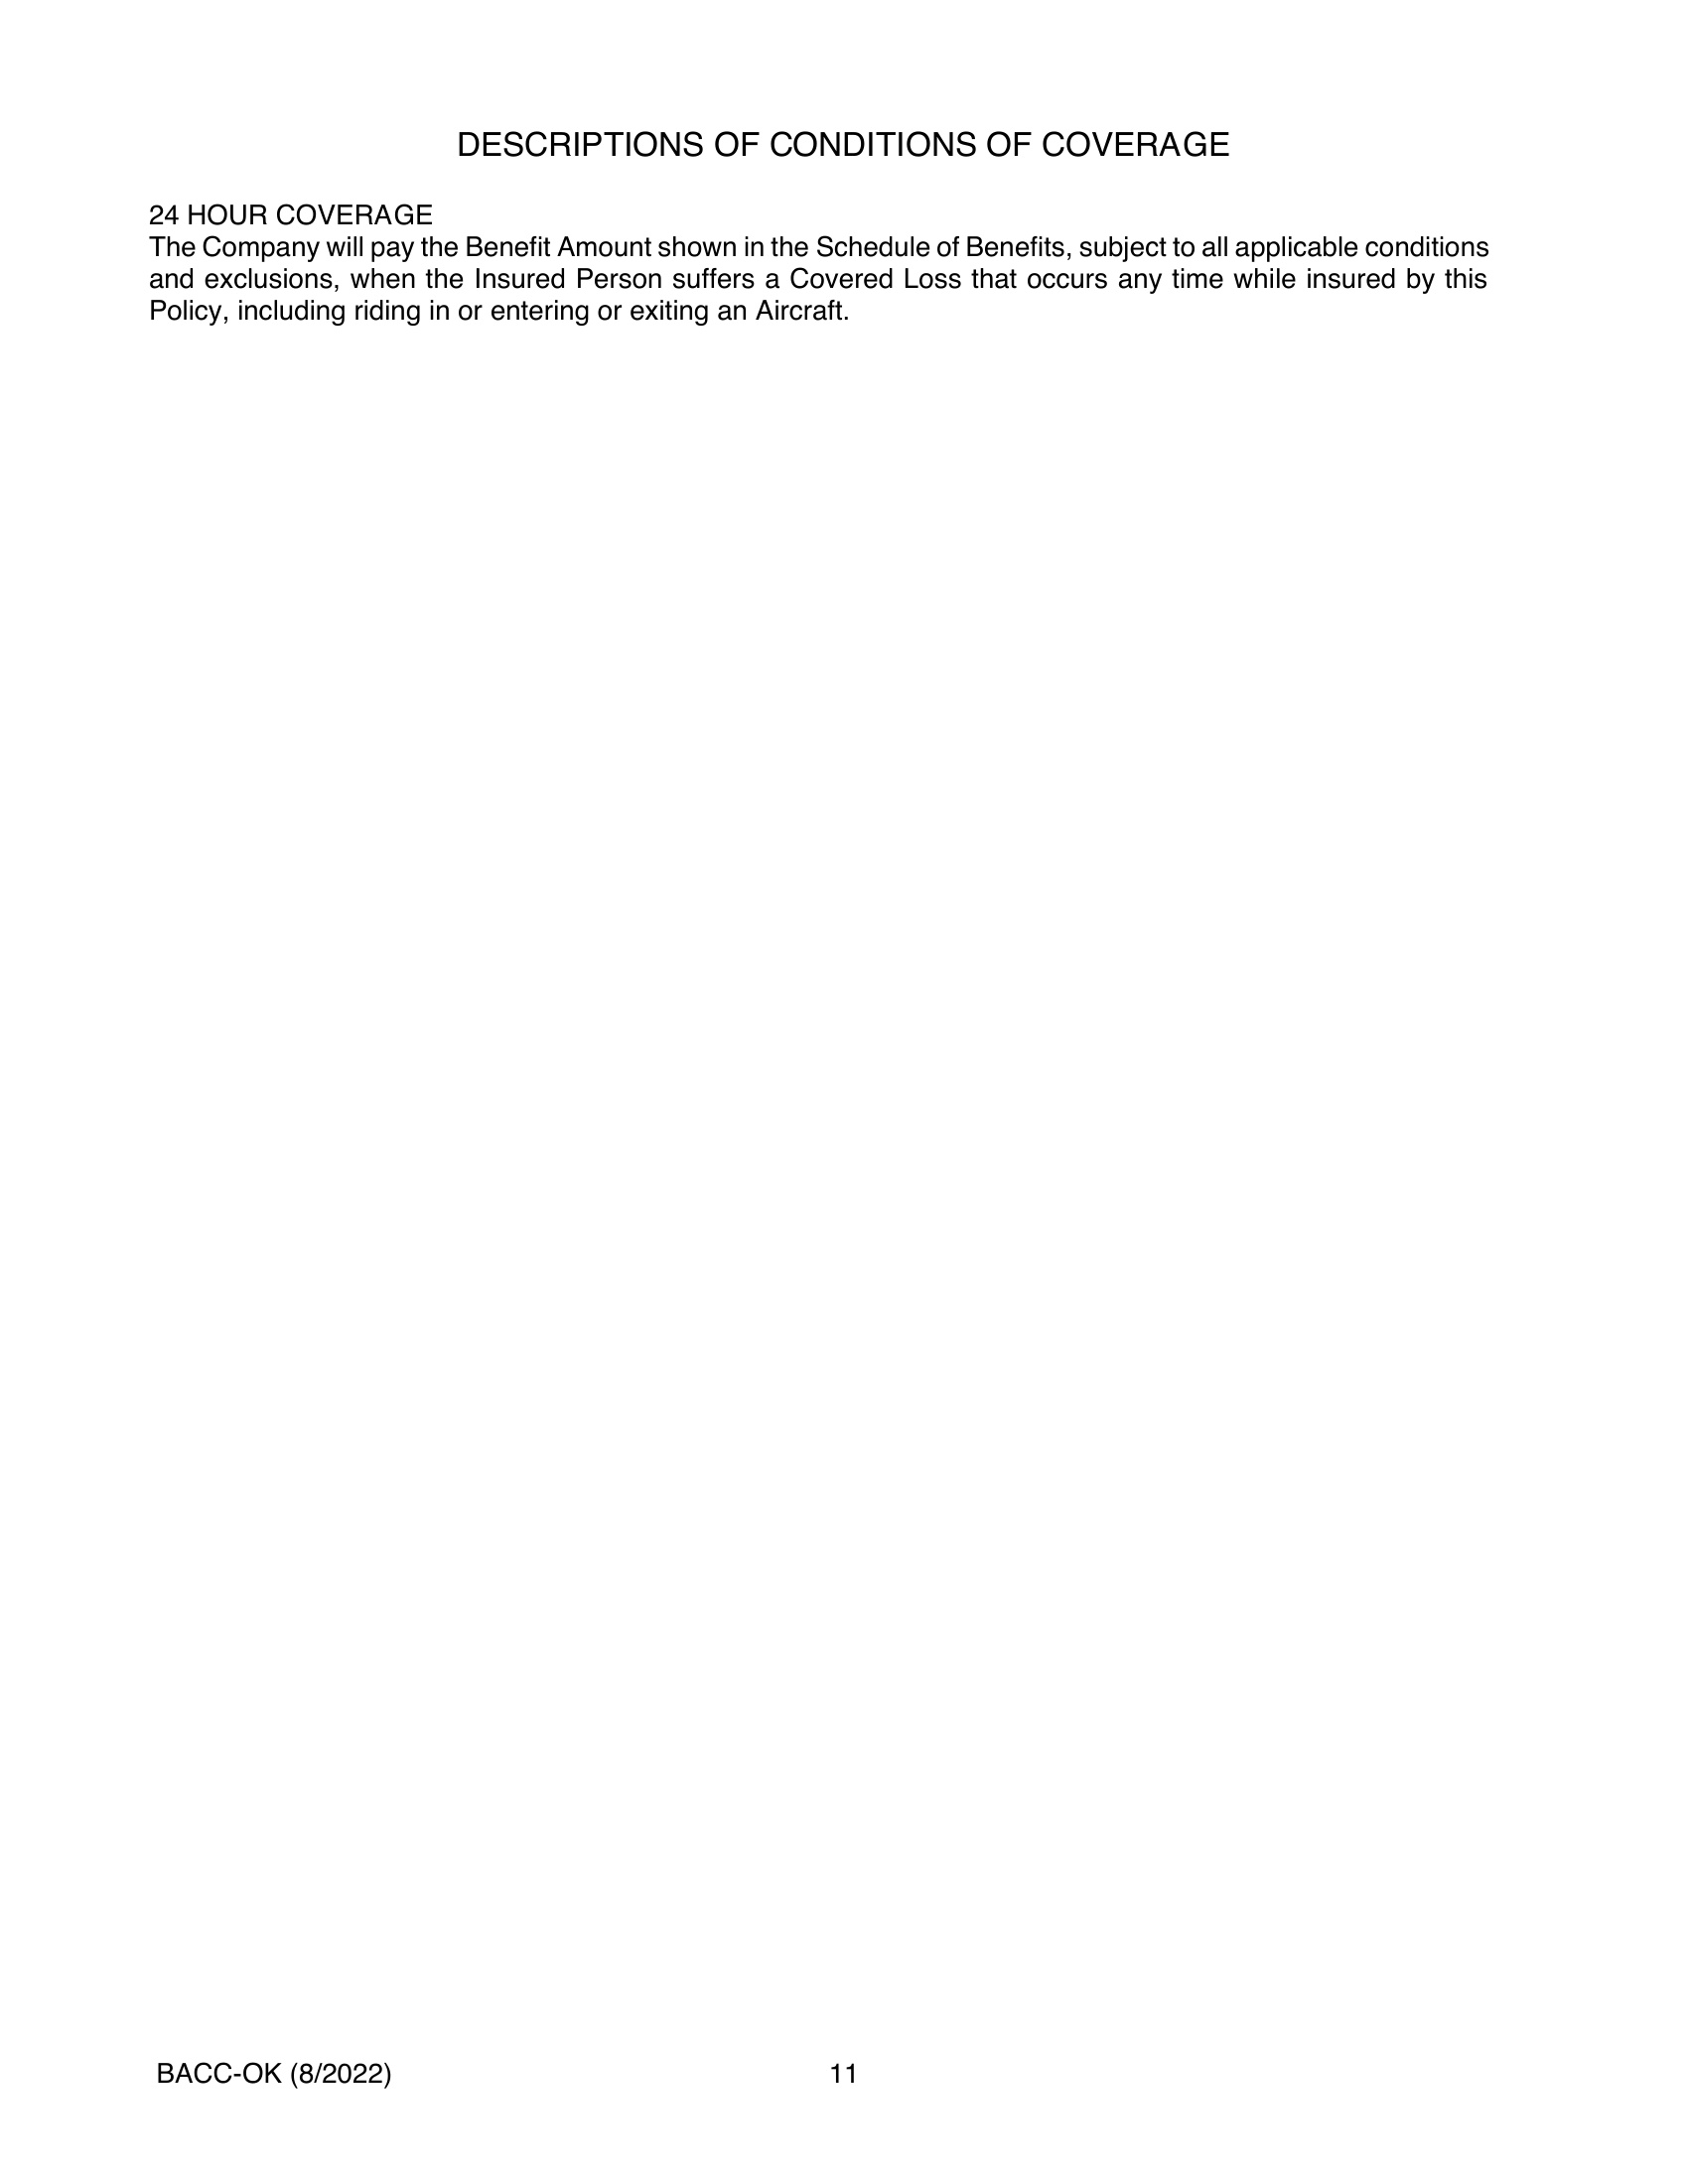 DESCRIPTIONS OF CONDITIONS OF COVERAGE
24 HOUR COVERAGE
The Company will pay the Benefit Amount shown in the Schedule of Benefits, subject to all applicable conditions
and exclusions, when the Insured Person suffers a Covered Loss that occurs any time while insured by this
Policy, including riding in or entering or exiting an Aircraft.
BACC-OK (8/2022)
11